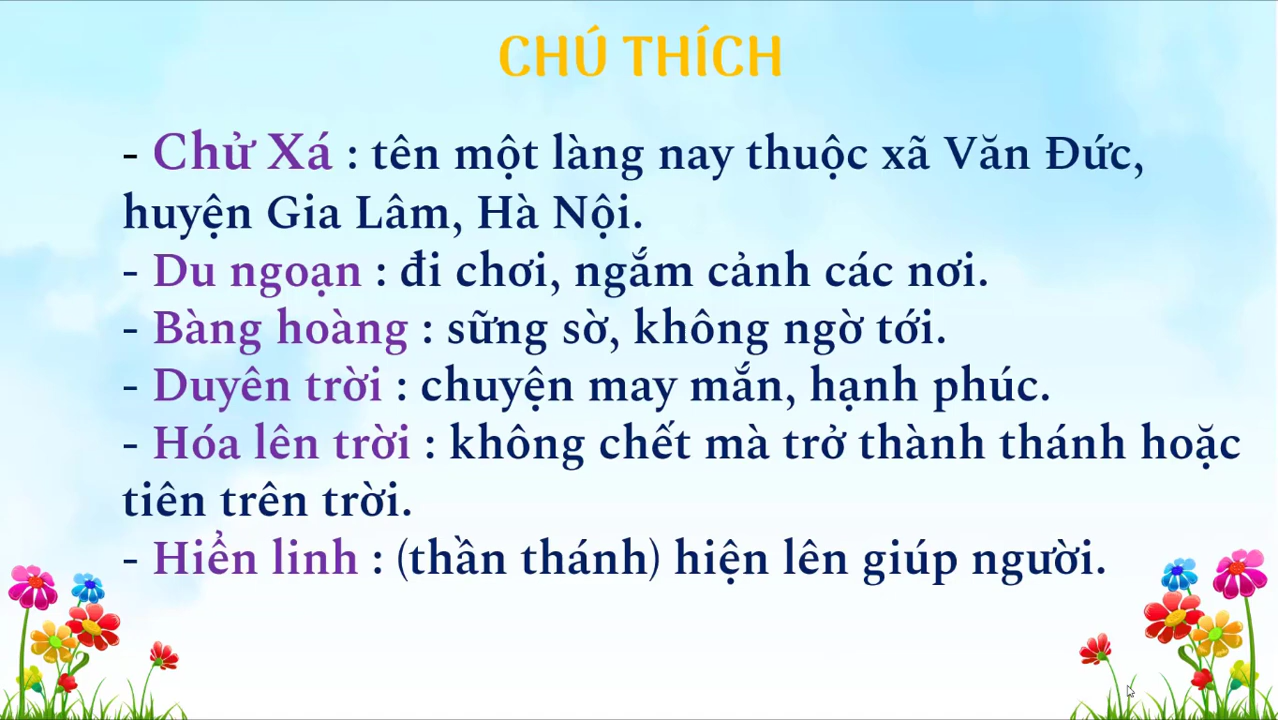 CHÚ THÍCH
- Chử Xá : tên một làng nay thuộc xã Văn Đức,
huyện Gia Lâm, Hà Nội.
- Du ngoạn : đi chơi, ngắm cảnh các nơi.
- Bàng hoàng : sững sờ, không ngờ tới.
- Duyên trời : chuyện may mắn, hạnh phúc.
- Hóa lên trời : không chết mà trở thành thánh hoặc
tiên trên trời.
- Hiển linh : (thần thánh) hiện lên giúp người.